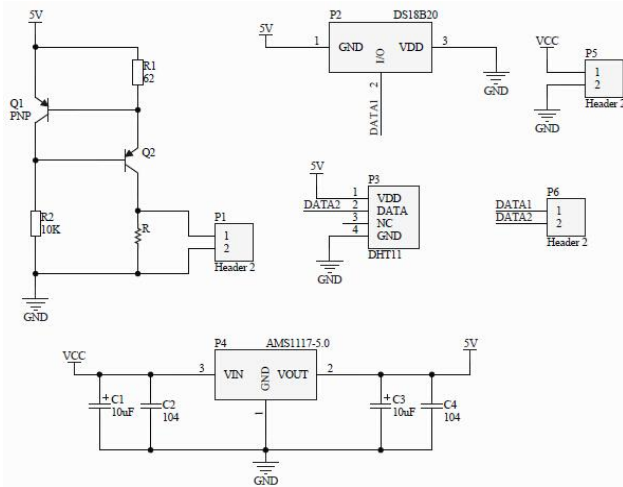 5V
R1
62
Q1
PNP
Q2
R2
10K
R
P1
1
2
Header 2
GND
P2 DS18B20
5V
1 GND I/O VDD 3
2
DATA1
GND
VCC
P5
1
2
Header 2
GND
5V
P3
1 VDD
DATA2 2 DATA
3 NC
4 GND
DHT11
GND
P6
DATA1 1
DATA2 2
Header 2
P4 AMS1117-5.0
VCC
3 VIN GND VOUT 2
1
5V
C1
10uF
C2
104
C3
10uF
C4
104
GND